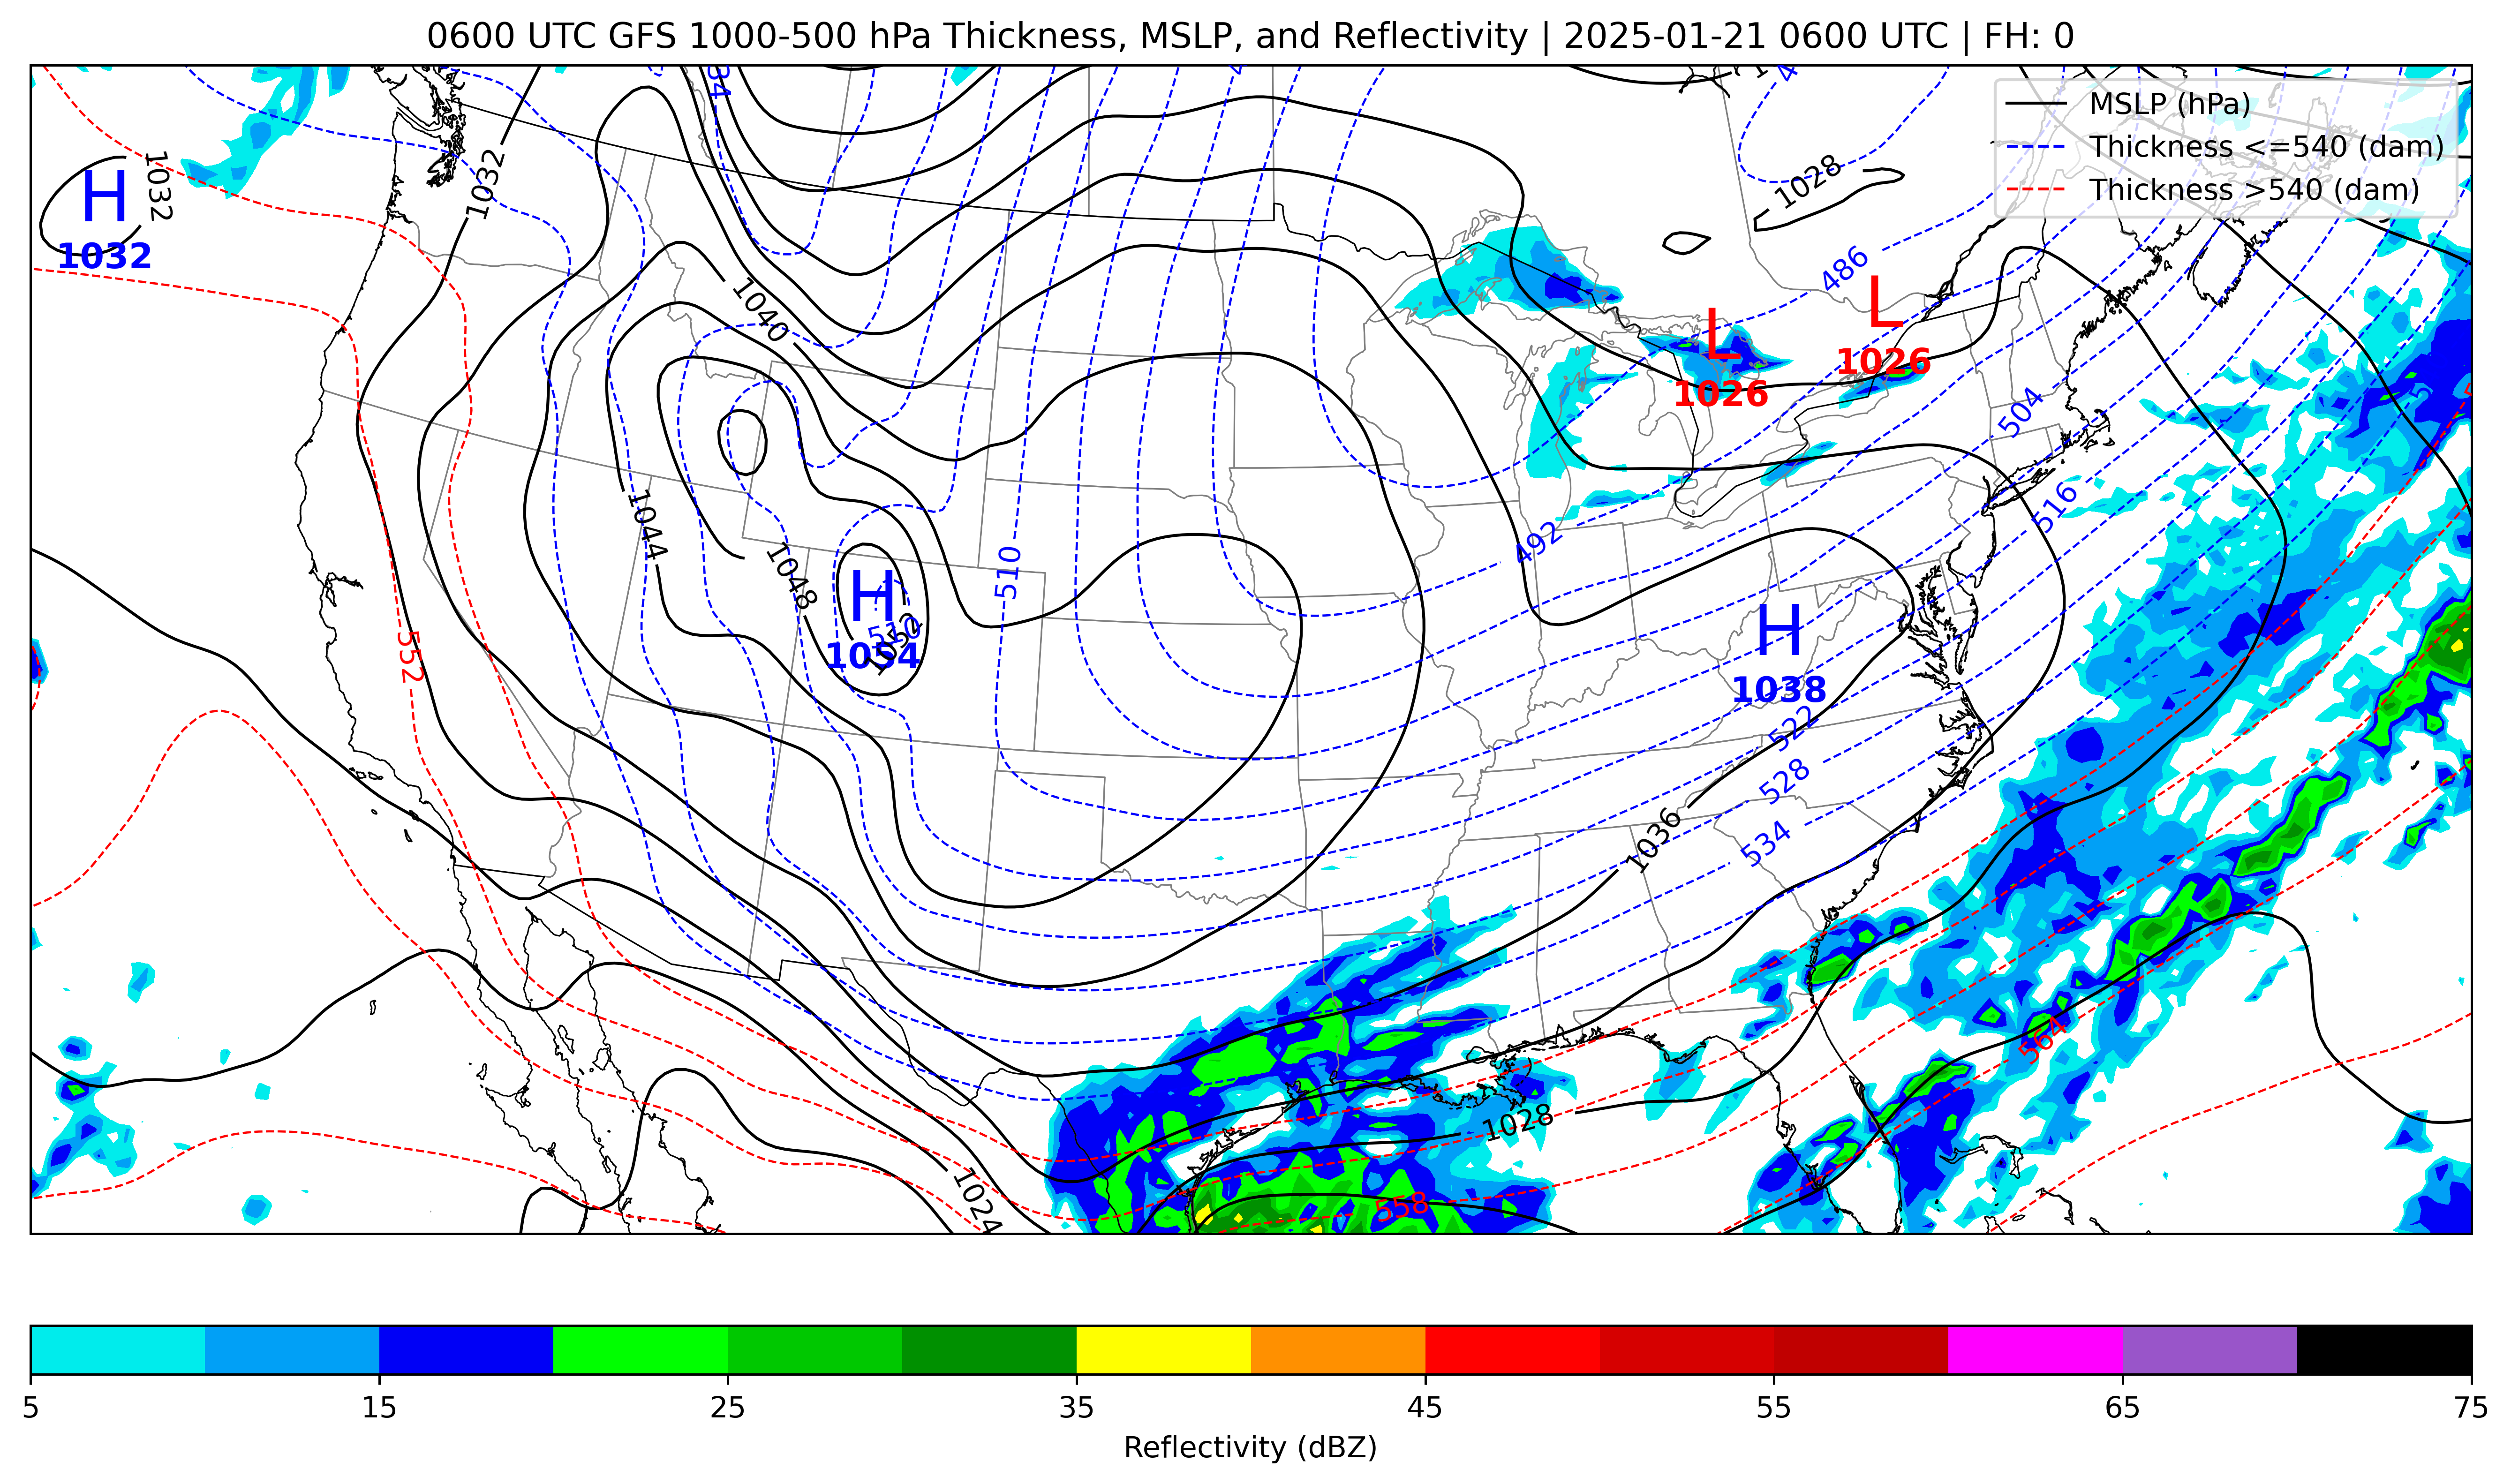 0600 UTC GFS 1000-500 hPa Thickness, MSLP, and Reflectivity | 2025-01-21 0600 UTC | FH: 0
MSLP (hPa)
Thickness <=540 (dam)
Thickness >540 (dam)
H
1032
1032
1032
1028
486
L
1026
L
1026
1040
504
516
1044
1048
492
510
H
510
1052
1054
552
H
1038
522
528
1036
534
564
1028
1024
558
5 15 25 35 45 55 65 75
Reflectivity (dBZ)